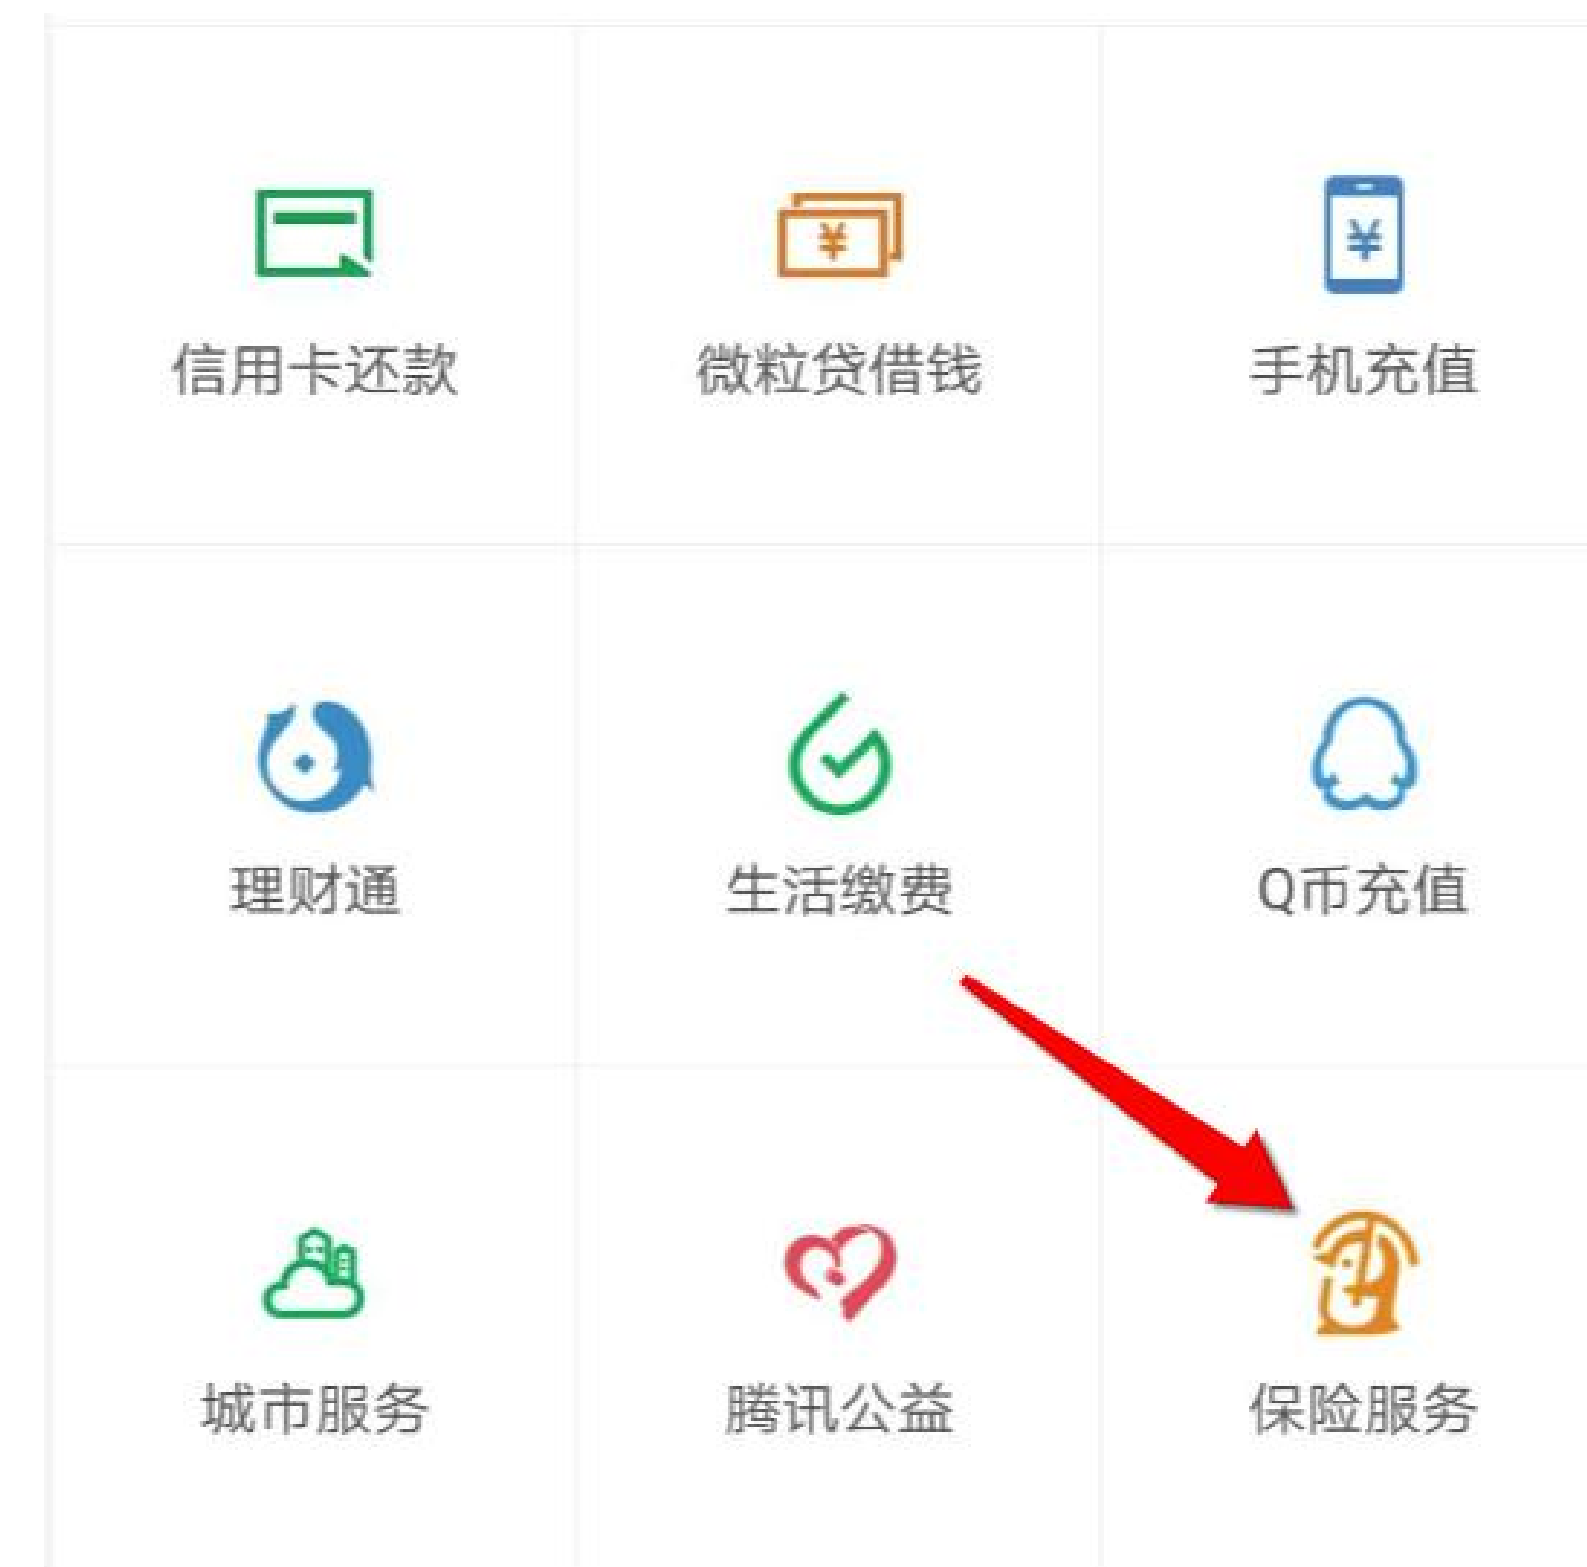 信用卡还款
微粒贷借钱
手机充值
理财通
生活缴费
Q币充值
城市服务
腾讯公益
保险服务